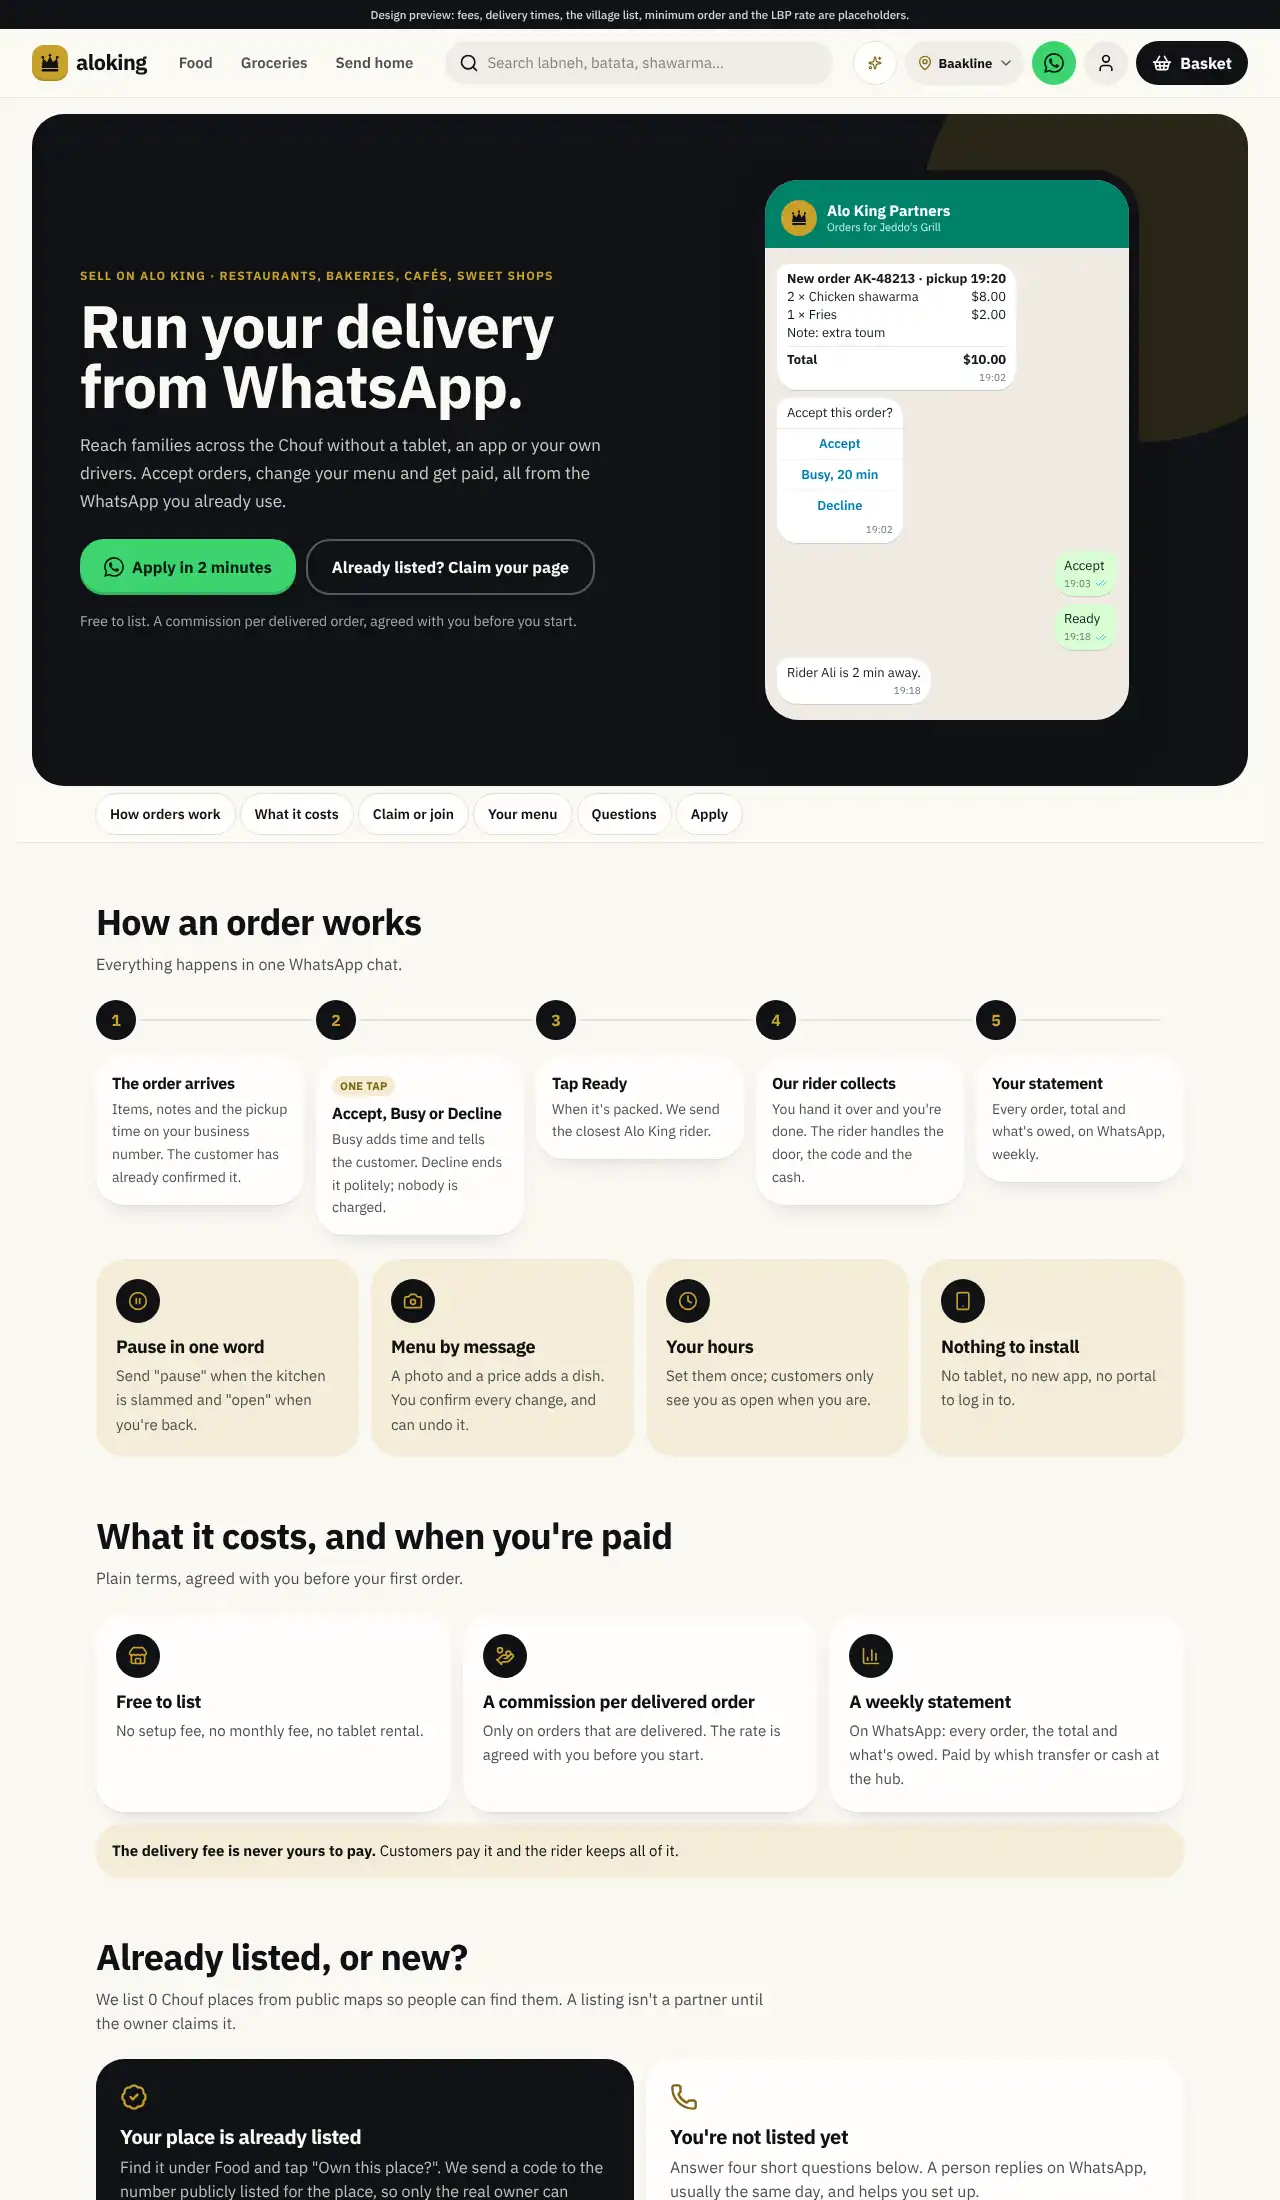 Design preview: fees, delivery times, the village list, minimum order and the LBP rate are placeholders.
aloking
Food
Groceries
Send home
Search labneh, batata, shawarma...
Baakline
Basket
SELL ON ALO KING · RESTAURANTS, BAKERIES, CAFÉS, SWEET SHOPS
Run your delivery
from WhatsApp.
Reach families across the Chouf without a tablet, an app or your own
drivers. Accept orders, change your menu and get paid, all from the
WhatsApp you already use.
Apply in 2 minutes
Already listed? Claim your page
Free to list. A commission per delivered order, agreed with you before you start.
Alo King Partners
Orders for Jeddo's Grill
New order AK-48213 · pickup 19:20
2 × Chicken shawarma $8.00
1 × Fries $2.00
Note: extra toum
Total $10.00
19:02
Accept this order?
Accept
Busy, 20 min
Decline
19:02
Accept
19:03
Ready
19:18
Rider Ali is 2 min away.
19:18
How orders work
What it costs
Claim or join
Your menu
Questions
Apply
How an order works
Everything happens in one WhatsApp chat.
1
The order arrives
Items, notes and the pickup
time on your business
number. The customer has
already confirmed it.
2
ONE TAP
Accept, Busy or Decline
Busy adds time and tells
the customer. Decline ends
it politely; nobody is
charged.
3
Tap Ready
When it's packed. We send
the closest Alo King rider.
4
Our rider collects
You hand it over and you're
done. The rider handles the
door, the code and the
cash.
5
Your statement
Every order, total and
what's owed, on WhatsApp,
weekly.
Pause in one word
Send "pause" when the kitchen
is slammed and "open" when
you're back.
Menu by message
A photo and a price adds a dish.
You confirm every change, and
can undo it.
Your hours
Set them once; customers only
see you as open when you are.
Nothing to install
No tablet, no new app, no portal
to log in to.
What it costs, and when you're paid
Plain terms, agreed with you before your first order.
Free to list
No setup fee, no monthly fee, no tablet rental.
A commission per delivered order
Only on orders that are delivered. The rate is
agreed with you before you start.
A weekly statement
On WhatsApp: every order, the total and
what's owed. Paid by whish transfer or cash at
the hub.
The delivery fee is never yours to pay. Customers pay it and the rider keeps all of it.
Already listed, or new?
We list 0 Chouf places from public maps so people can find them. A listing isn't a partner until
the owner claims it.
Your place is already listed
Find it under Food and tap "Own this place?". We send a code to the
number publicly listed for the place, so only the real owner can
You're not listed yet
Answer four short questions below. A person replies on WhatsApp,
usually the same day, and helps you set up.